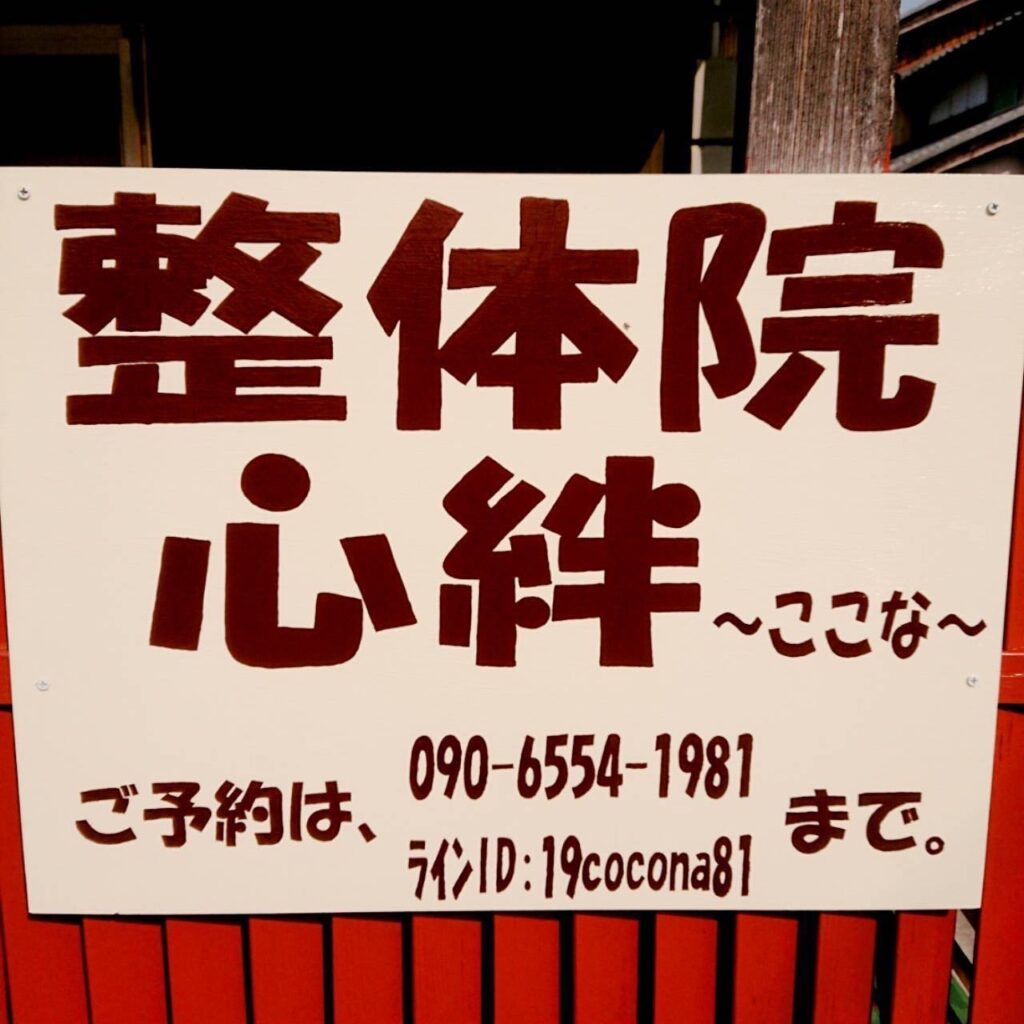 整体院
心絆 ～ここな～
ご予約は、 090-6554-1981 まで。
ラインID:19cocona81